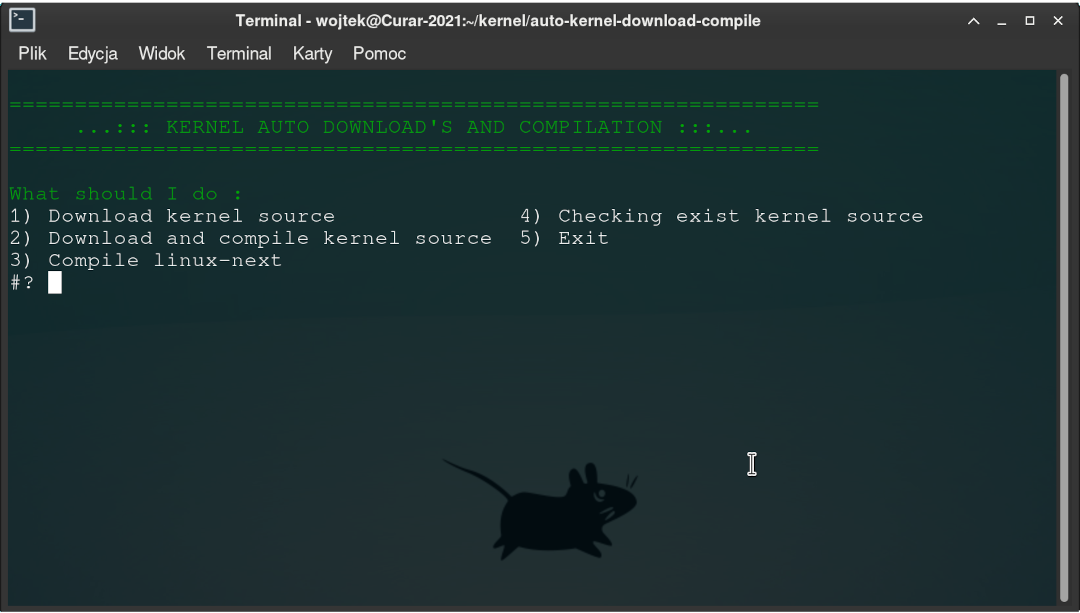 Terminal - wojtek@Curar-2021:~/kernel/auto-kernel-download-compile
Plik Edycja Widok Terminal Karty Pomoc
==============================================================
...::: KERNEL AUTO DOWNLOAD'S AND COMPILATION :::...
==============================================================
What should I do :
1) Download kernel source 4) Checking exist kernel source
2) Download and compile kernel source 5) Exit
3) Compile linux-next
#?